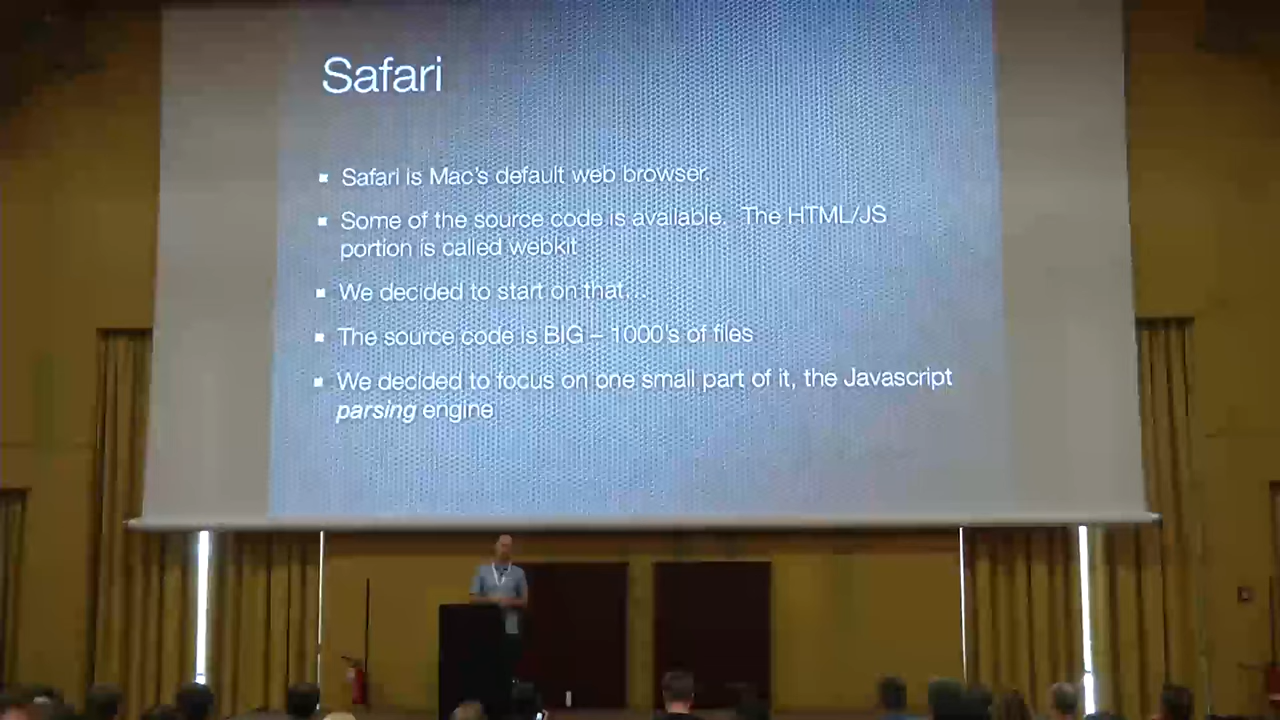 Safari
Safari is Mac's default web browser.
Some of the source code is available. The HTML/JS
portion is called webkit
We decided to start on that…
The source code is BIG – 1000's of files
We decided to focus on one small part of it, the Javascript
parsing engine